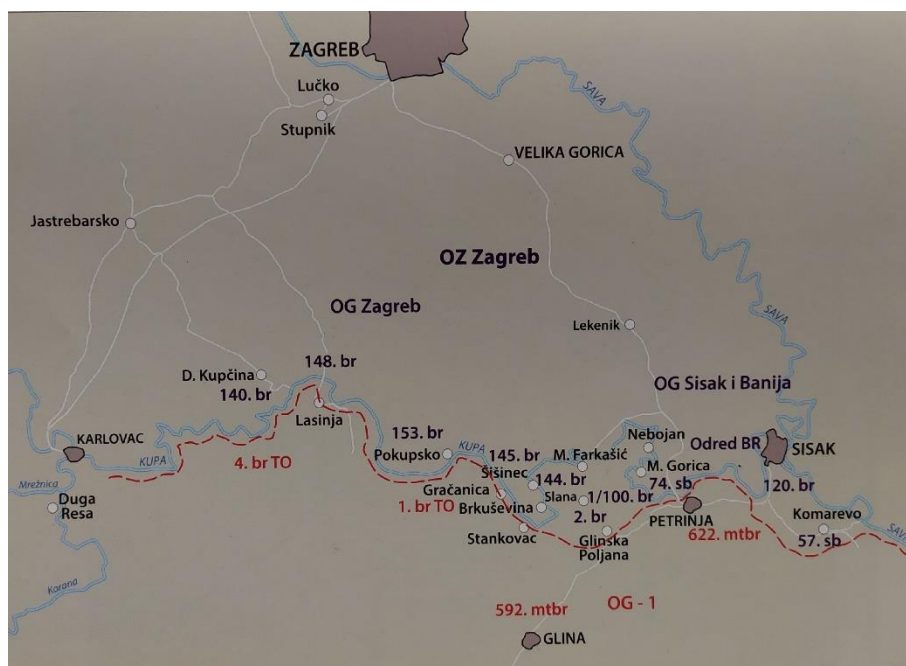 ZAGREB
Lučko
Stupnik
SAVA
VELIKA GORICA
Jastrebarsko
OZ Zagreb
OG Zagreb
SAVA
Lekenik
148. br
D. Kupčina
140. br
OG Sisak i Banija
Lasinja
153. br
Nebojan
Odred BR
KARLOVAC
KUPA
KUPA
145. br
M. Farkašić
SISAK
4. br TO
Pokupsko
Šišinec
M. Gorica
Mrežnica
Gračanica
144. br
74. sb
120. br
Duga
Resa
1. br TO
Brkuševina
Slana
1/100. br
2. br
PETRINJA
Komarevo
Stankovac
Glinska
Poljana
622. mtbr
57. sb
SAVA
Korana
592. mtbr
OG - 1
GLINA